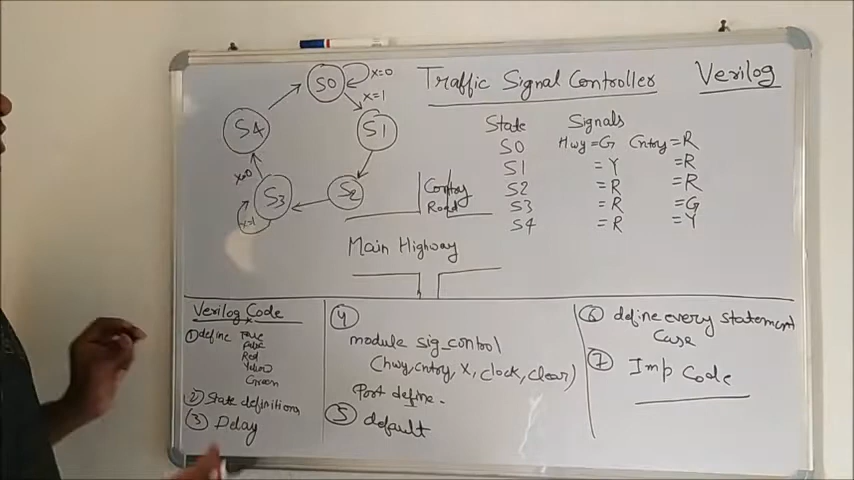 Traffic Signal Controller Verilog
S0
x=0
x=1
S4
S1
x=0
S3
S2
x=1
State Signals
S0 Hwy=G Cntry=R
S1 =Y =R
S2 =R =R
S3 =R =G
S4 =R =Y
Contry
Road
Main Highway
Verilog Code
① define True
False
Red
Yellow
Green
② State definitions
③ Delay
④
module sig_control
(hwy, cntry, X, clock, clear)
Port define.
⑤ default
⑥ define every statement
Case
⑦ Imp Code